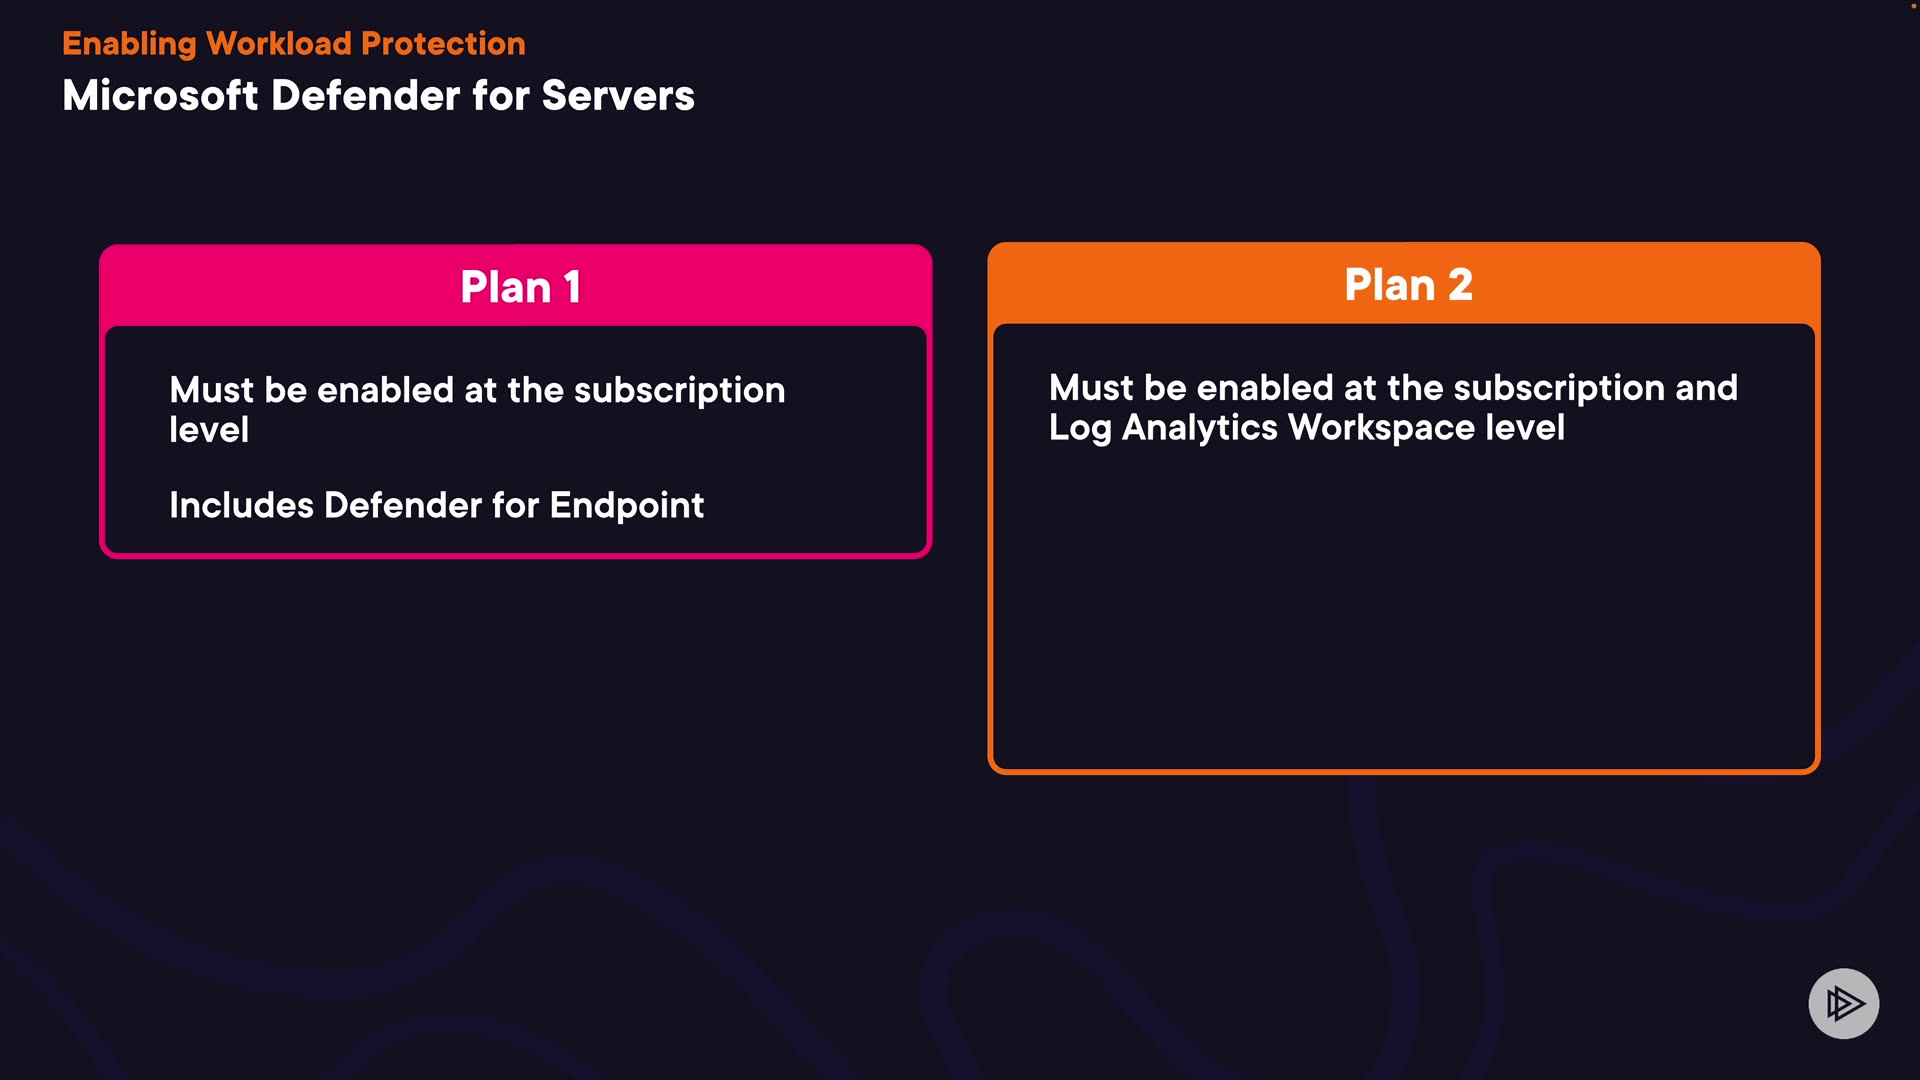 Enabling Workload Protection
Microsoft Defender for Servers
Plan 1
Must be enabled at the subscription
level
Includes Defender for Endpoint
Plan 2
Must be enabled at the subscription and
Log Analytics Workspace level